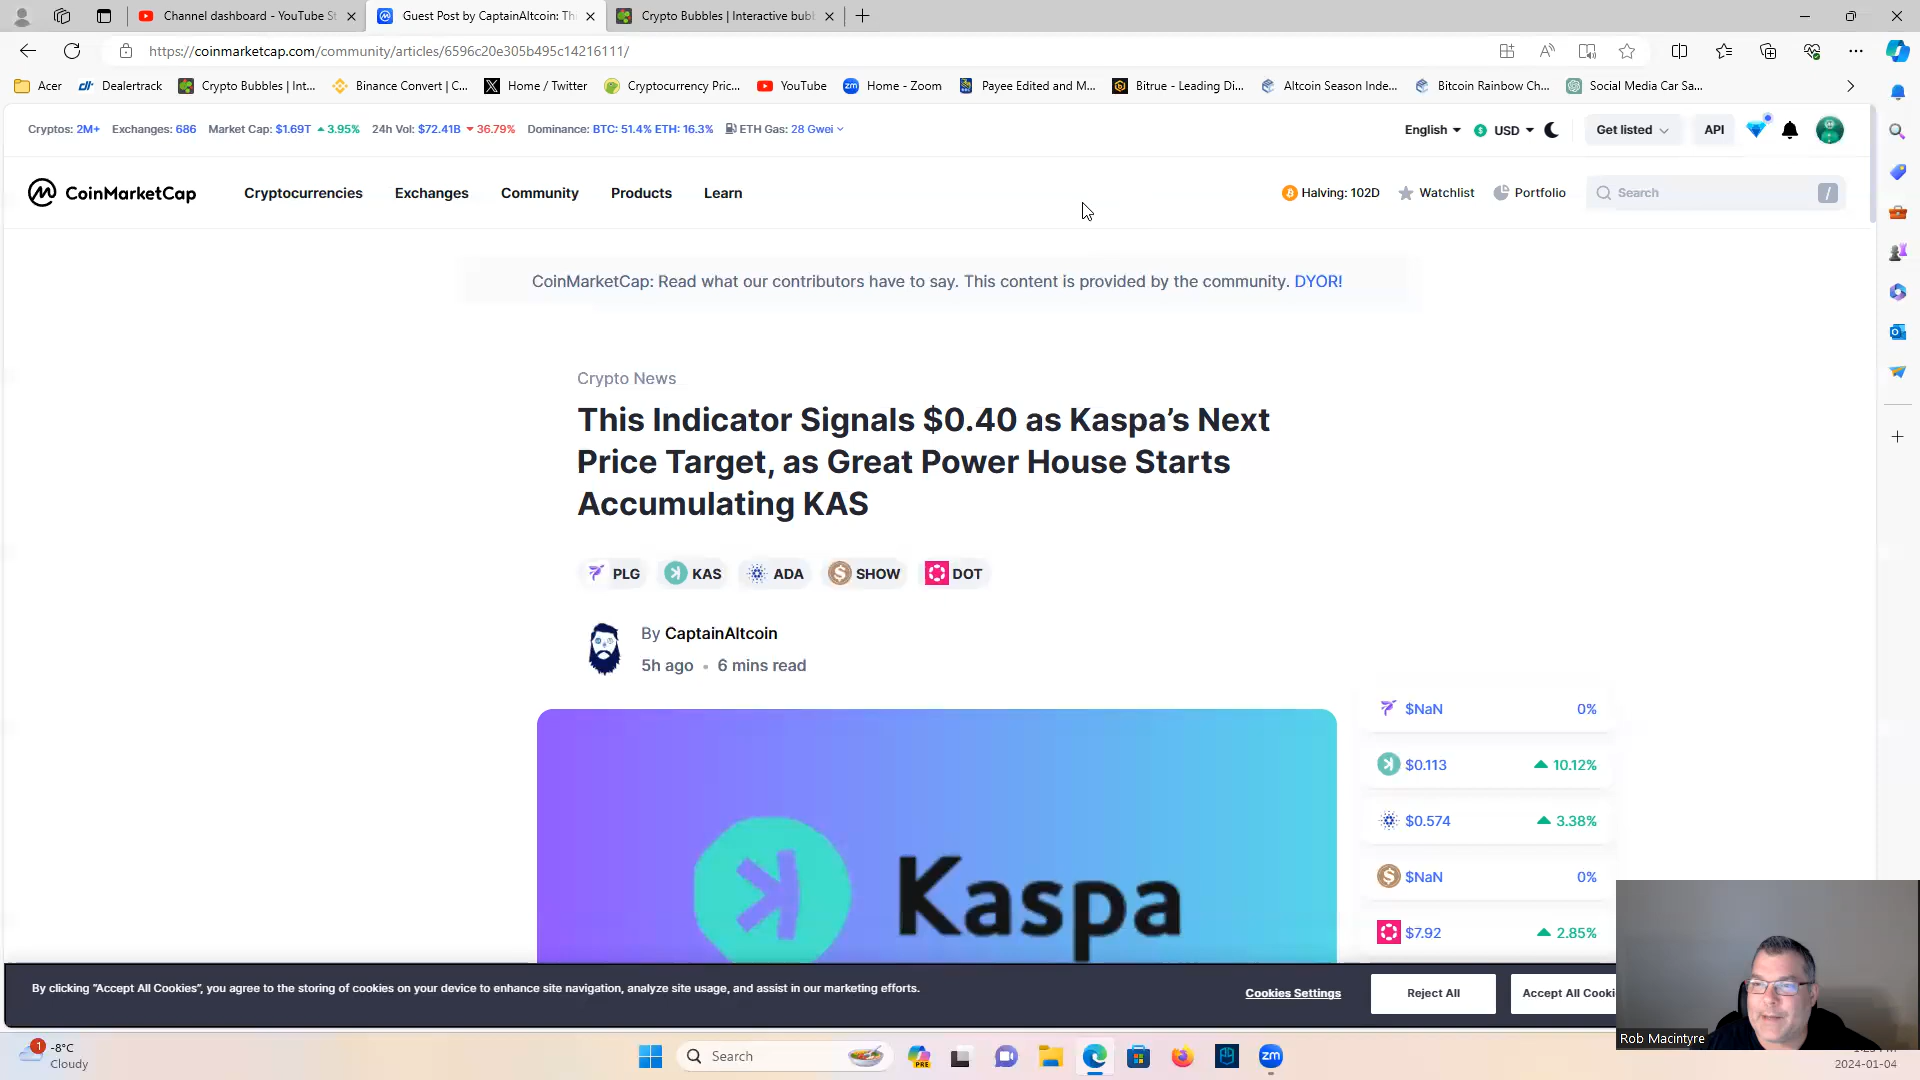 Channel dashboard - YouTube St
Guest Post by CaptainAltcoin: Th
Crypto Bubbles | Interactive bub
https://coinmarketcap.com/community/articles/6596c20e305b495c14216111/
Acer
Dealertrack
Crypto Bubbles | Int...
Binance Convert | C...
Home / Twitter
Cryptocurrency Pric...
YouTube
Home - Zoom
Payee Edited and M...
Bitrue - Leading Di...
Altcoin Season Inde...
Bitcoin Rainbow Ch...
Social Media Car Sa...
Cryptos: 2M+ Exchanges: 686 Market Cap: $1.69T 3.95% 24h Vol: $72.41B 36.79% Dominance: BTC: 51.4% ETH: 16.3% ETH Gas: 28 Gwei
English USD Get listed API
CoinMarketCap
Cryptocurrencies Exchanges Community Products Learn
Halving: 102D Watchlist Portfolio Search /
CoinMarketCap: Read what our contributors have to say. This content is provided by the community. DYOR!
Crypto News
This Indicator Signals $0.40 as Kaspa’s Next
Price Target, as Great Power House Starts
Accumulating KAS
PLG KAS ADA SHOW DOT
By CaptainAltcoin
5h ago • 6 mins read
$NaN 0%
$0.113 10.12%
$0.574 3.38%
$NaN 0%
$7.92 2.85%
Kaspa
By clicking “Accept All Cookies”, you agree to the storing of cookies on your device to enhance site navigation, analyze site usage, and assist in our marketing efforts.
Cookies Settings
Reject All
Accept All Cooki
Rob Macintyre
1
-8°C
Cloudy
Search
PRE
zm
2024-01-04